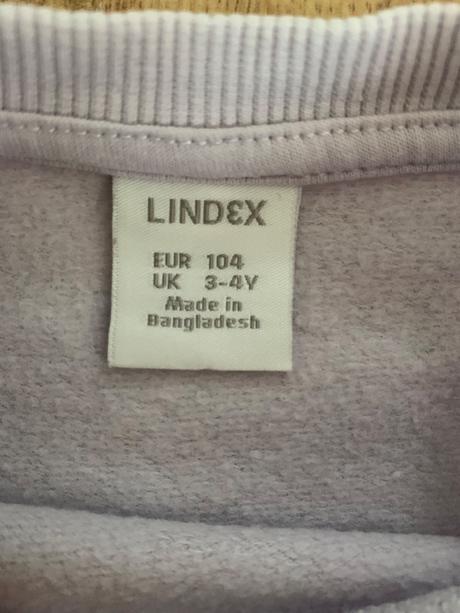 LINDEX
EUR 104
UK 3-4Y
Made in
Bangladesh